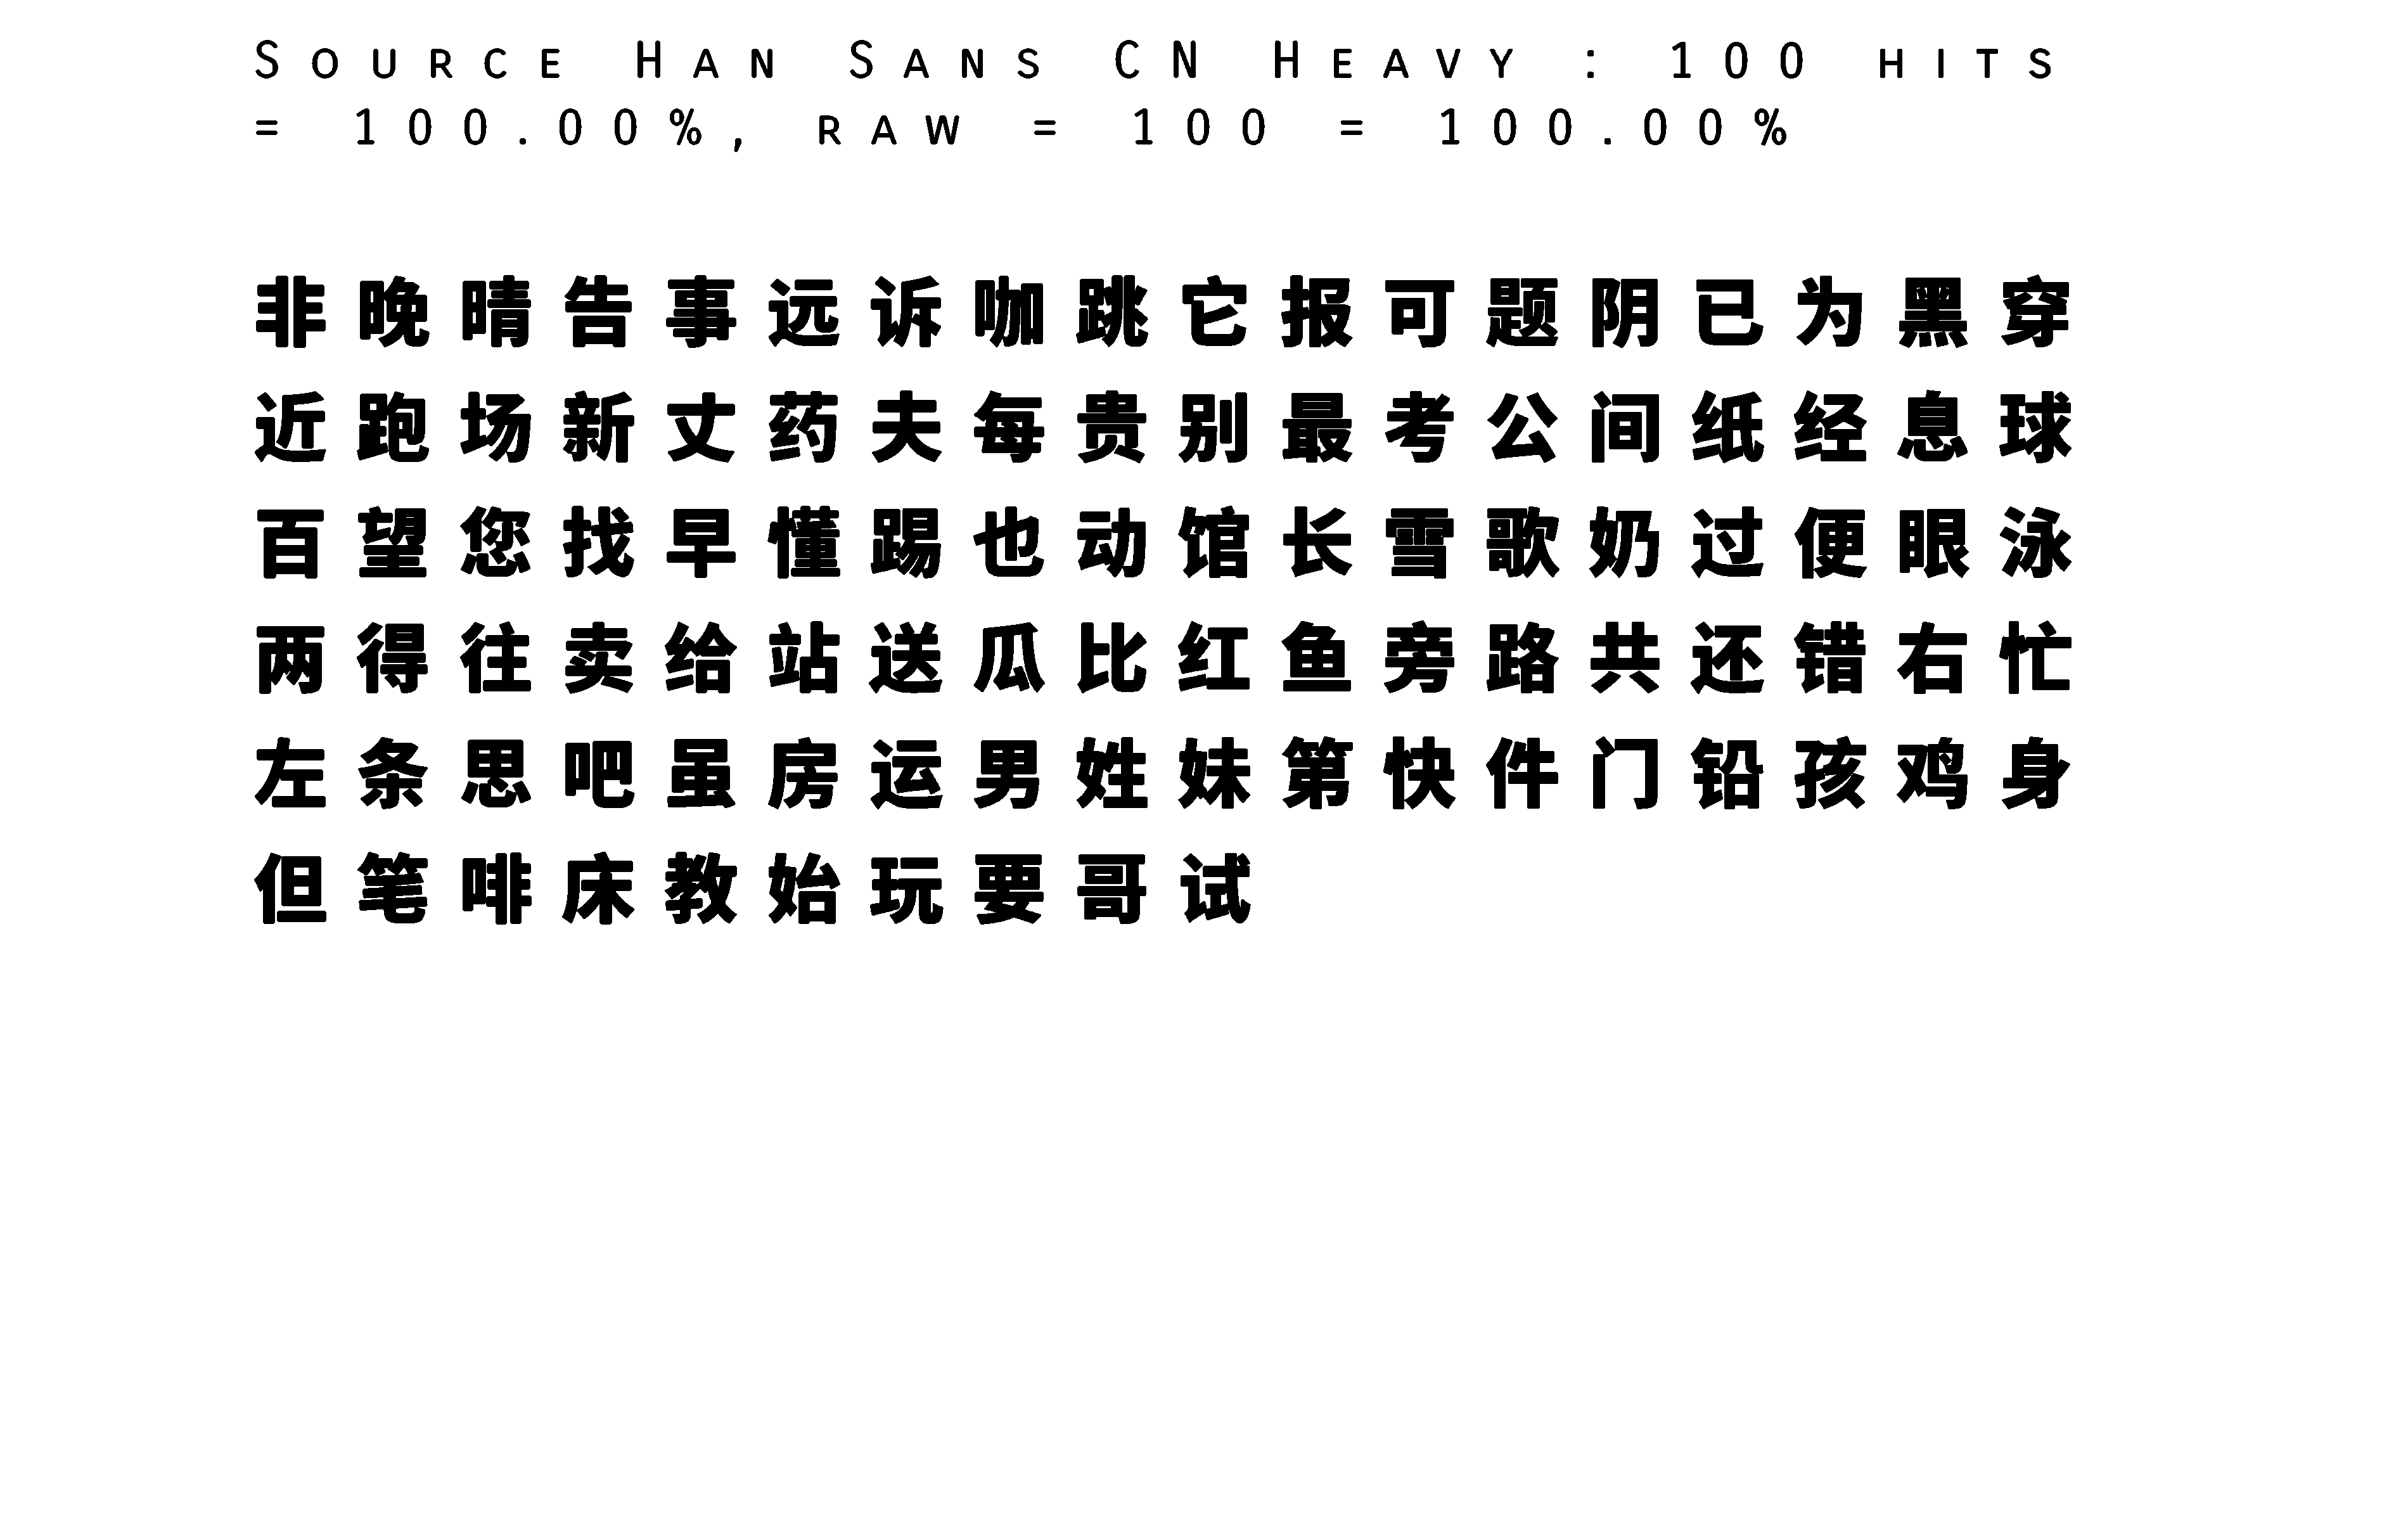 Source Han Sans CN Heavy : 100 hits
= 100.00%, raw = 100 = 100.00%
非晚晴告事远诉咖跳它报可题阴已为黑穿
近跑场新丈药夫每贵别最考公间纸经息球
百望您找早懂踢也动馆长雪歌奶过便眼泳
两得往卖给站送瓜比红鱼旁路共还错右忙
左条思吧虽房运男姓妹第快件门铅孩鸡身
但笔啡床教始玩要哥试